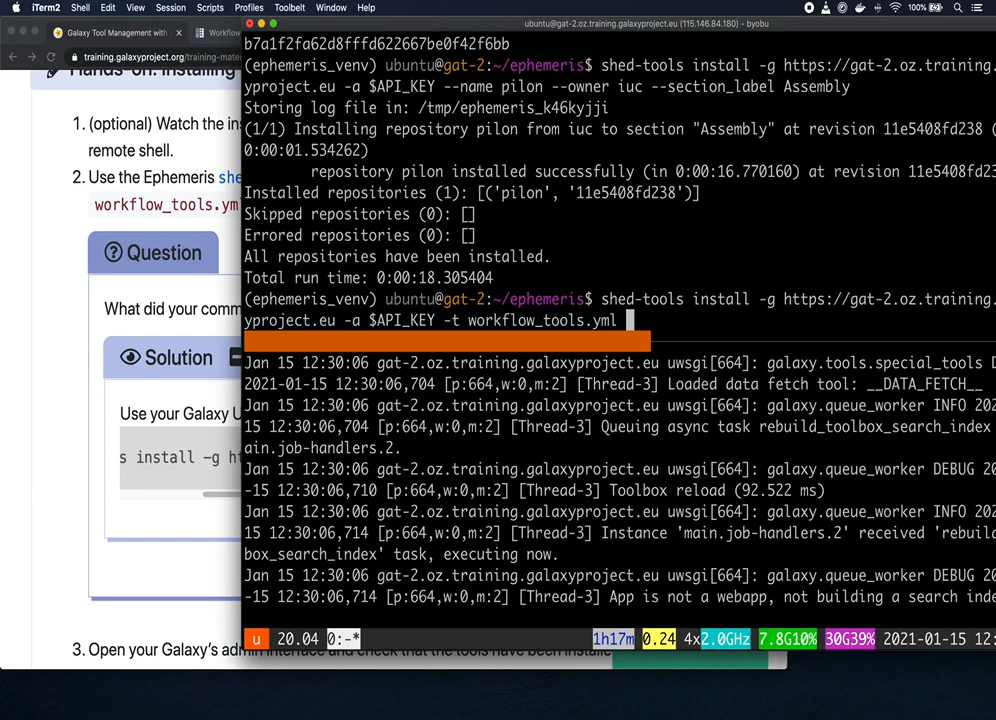 iTerm2 Shell Edit View Session Scripts Profiles Toolbelt Window Help 100%
ubuntu@gat-2.oz.training.galaxyproject.eu (115.146.84.180) - byobu
Galaxy Tool Management with
Workflow
training.galaxyproject.org/training-mate
Hands-on: Installing
1. (optional) Watch the ins
remote shell.
2. Use the Ephemeris she
workflow_tools.ym
Question
What did your comm
Solution
Use your Galaxy U
s install -g ht
3. Open your Galaxy's admin interface and check that the tools have been installe
b7a1f2fa62d8fffd622667be0f42f6bb
(ephemeris_venv) ubuntu@gat-2:~/ephemeris$ shed-tools install -g https://gat-2.oz.training.
yproject.eu -a $API_KEY --name pilon --owner iuc --section_label Assembly
Storing log file in: /tmp/ephemeris_k46kyjji
(1/1) Installing repository pilon from iuc to section "Assembly" at revision 11e5408fd238 (
0:00:01.534262)
repository pilon installed successfully (in 0:00:16.770160) at revision 11e5408fd23
Installed repositories (1): [('pilon', '11e5408fd238')]
Skipped repositories (0): []
Errored repositories (0): []
All repositories have been installed.
Total run time: 0:00:18.305404
(ephemeris_venv) ubuntu@gat-2:~/ephemeris$ shed-tools install -g https://gat-2.oz.training.
yproject.eu -a $API_KEY -t workflow_tools.yml
Jan 15 12:30:06 gat-2.oz.training.galaxyproject.eu uwsgi[664]: galaxy.tools.special_tools D
2021-01-15 12:30:06,704 [p:664,w:0,m:2] [Thread-3] Loaded data fetch tool: __DATA_FETCH__
Jan 15 12:30:06 gat-2.oz.training.galaxyproject.eu uwsgi[664]: galaxy.queue_worker INFO 202
15 12:30:06,704 [p:664,w:0,m:2] [Thread-3] Queuing async task rebuild_toolbox_search_index
ain.job-handlers.2.
Jan 15 12:30:06 gat-2.oz.training.galaxyproject.eu uwsgi[664]: galaxy.queue_worker DEBUG 20
-15 12:30:06,710 [p:664,w:0,m:2] [Thread-3] Toolbox reload (92.522 ms)
Jan 15 12:30:06 gat-2.oz.training.galaxyproject.eu uwsgi[664]: galaxy.queue_worker INFO 202
15 12:30:06,714 [p:664,w:0,m:2] [Thread-3] Instance 'main.job-handlers.2' received 'rebuild
box_search_index' task, executing now.
Jan 15 12:30:06 gat-2.oz.training.galaxyproject.eu uwsgi[664]: galaxy.queue_worker DEBUG 20
-15 12:30:06,714 [p:664,w:0,m:2] [Thread-3] App is not a webapp, not building a search inde
u 20.04 0:-* 1h17m 0.24 4x2.0GHz 7.8G10% 30G39% 2021-01-15 12: